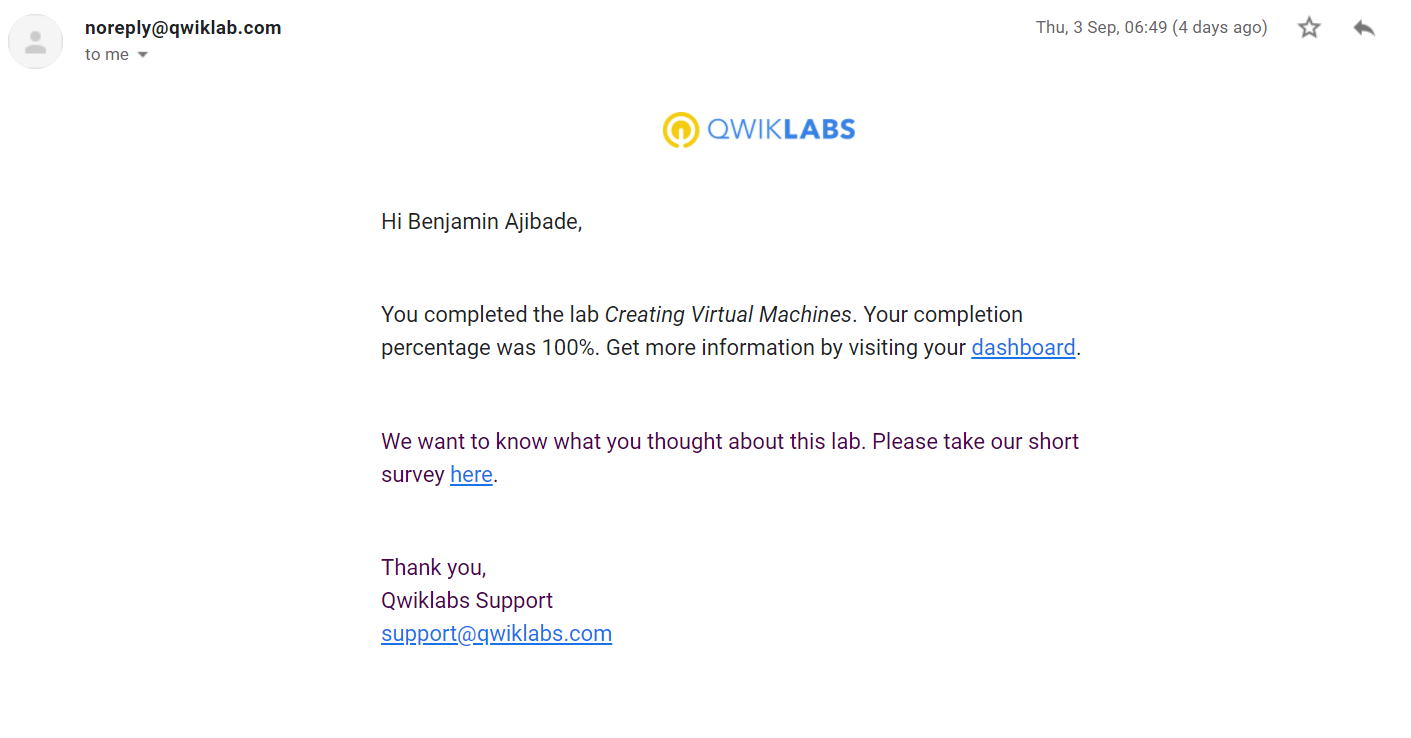 noreply@qwiklab.com
Thu, 3 Sep, 06:49 (4 days ago)
to me
QWIKLABS
Hi Benjamin Ajibade,
You completed the lab Creating Virtual Machines. Your completion
percentage was 100%. Get more information by visiting your dashboard.
We want to know what you thought about this lab. Please take our short
survey here.
Thank you,
Qwiklabs Support
support@qwiklabs.com